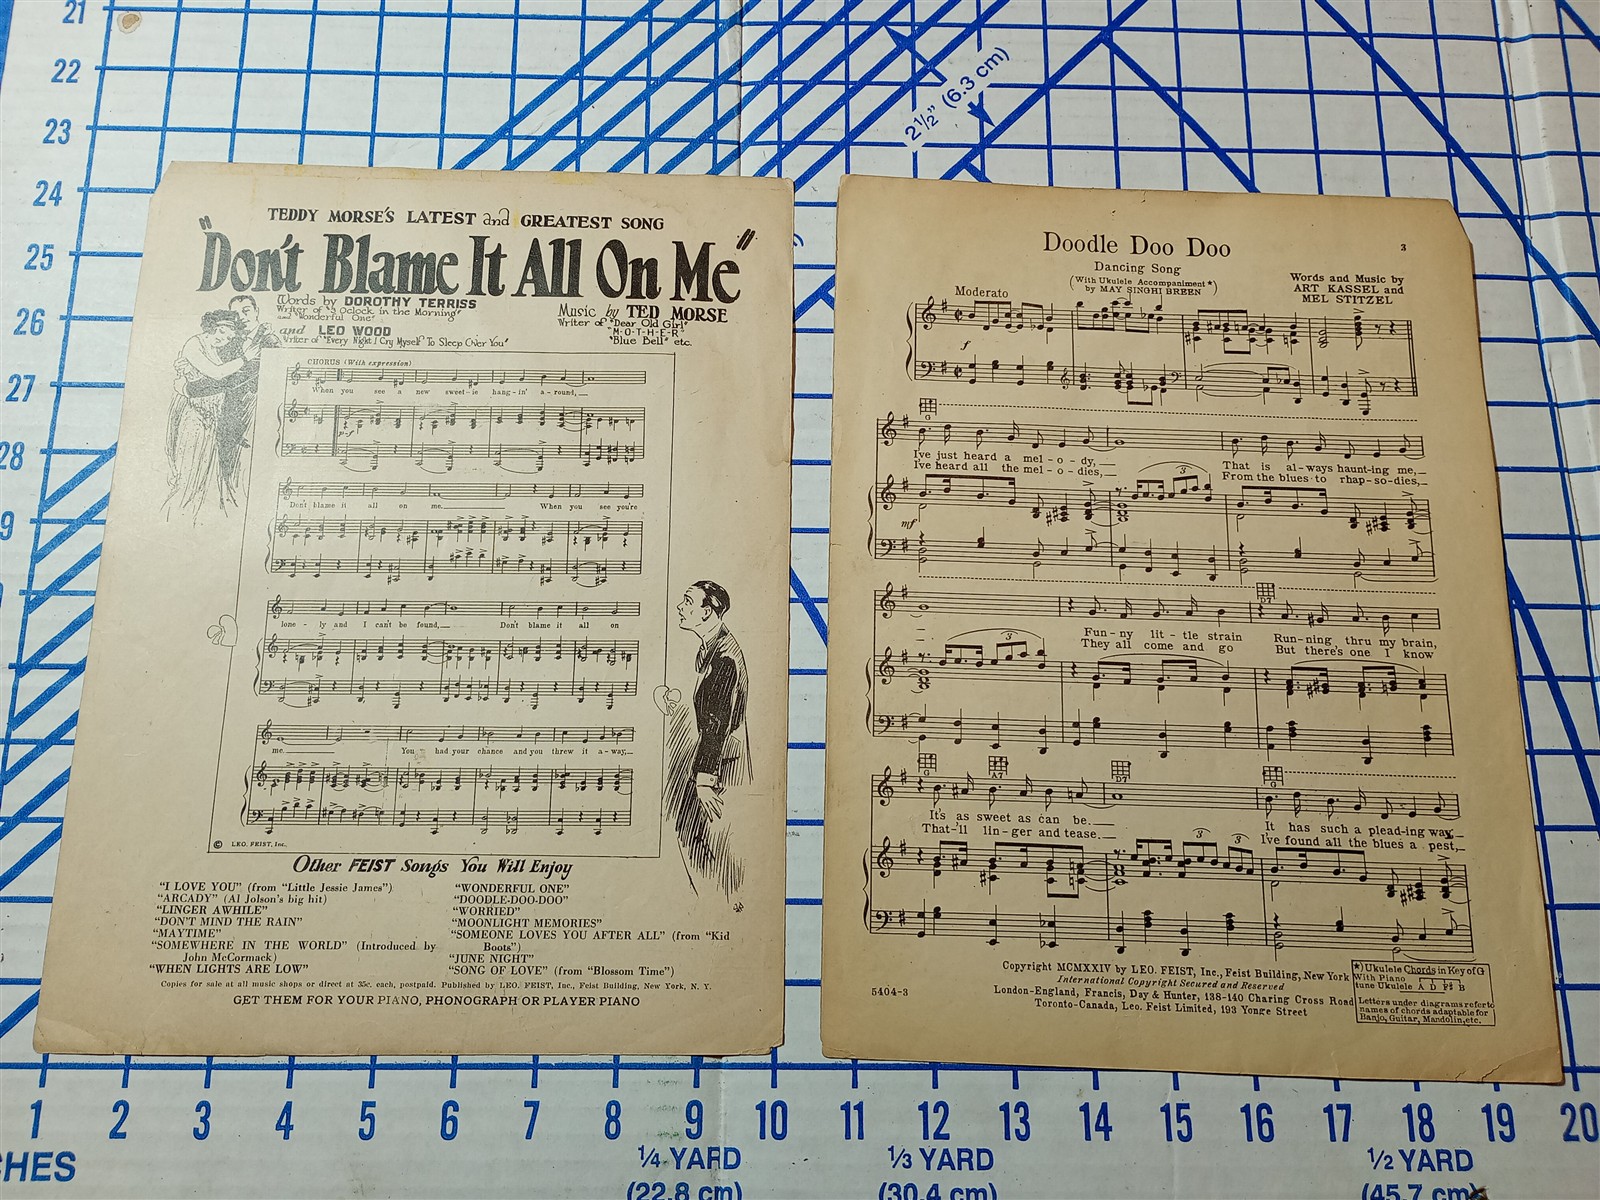 21
22
23
24
25
26
27
28
9
2½" (6.3 cm)
TEDDY MORSE'S LATEST and GREATEST SONG
"Don't Blame It All On Me"
Words by DOROTHY TERRISS
Writer of "3 O'Clock in the Morning"
and "Wonderful One"
and LEO WOOD
Writer of "Every Night I Cry Myself To Sleep Over You"
Music by TED MORSE
Writer of "Dear Old Girl"
"M-O-T-H-E-R"
"Blue Bell" etc.
CHORUS (With expression)
When you see a new sweet-ie hang-in' a-round,
p-f
Don't blame it all on me. When you see you're
lone-ly and I can't be found, Don't blame it all on
me. You had your chance and you threw it a-way,
© LEO. FEIST, Inc.
Other FEIST Songs You Will Enjoy
"I LOVE YOU" (from "Little Jessie James")
"ARCADY" (Al Jolson's big hit)
"LINGER AWHILE"
"DON'T MIND THE RAIN"
"MAYTIME"
"SOMEWHERE IN THE WORLD" (Introduced by
John McCormack)
"WHEN LIGHTS ARE LOW"
"WONDERFUL ONE"
"DOODLE-DOO-DOO"
"WORRIED"
"MOONLIGHT MEMORIES"
"SOMEONE LOVES YOU AFTER ALL" (from "Kid
Boots")
"JUNE NIGHT"
"SONG OF LOVE" (from "Blossom Time")
Copies for sale at all music shops or direct at 35c. each, postpaid. Published by LEO. FEIST, Inc., Feist Building, New York, N. Y.
GET THEM FOR YOUR PIANO, PHONOGRAPH OR PLAYER PIANO
3
Doodle Doo Doo
Dancing Song
(With Ukulele Accompaniment *)
by MAY SINGHI BREEN
Words and Music by
ART KASSEL and
MEL STITZEL
Moderato
f
G
I've just heard a mel-o-dy, That is al-ways haunt-ing me,
I've heard all the mel-o-dies, From the blues to rhap-so-dies,
3
mf
D7
Fun-ny lit-tle strain Run-ning thru my brain,
They all come and go But there's one I know
3
G A7 D7 G
It's as sweet as can be. It has such a plead-ing way,
That-'ll lin-ger and tease. I've found all the blues a pest,
3 3
Copyright MCMXXIV by LEO. FEIST, Inc., Feist Building, New York
International Copyright Secured and Reserved
5404-3
London-England, Francis, Day & Hunter, 138-140 Charing Cross Road
Toronto-Canada, Leo. Feist Limited, 193 Yonge Street
*) Ukulele Chords in Key of G
With Piano
tune Ukulele A D F# B
Letters under diagrams refer to
names of chords adaptable for
Banjo, Guitar, Mandolin, etc.
1 2 3 4 5 6 7 8 9 10 11 12 13 14 15 16 17 18 19 20
CHES
¼ YARD
(22.8 cm)
⅓ YARD
(30.4 cm)
½ YARD
(45.7 cm)